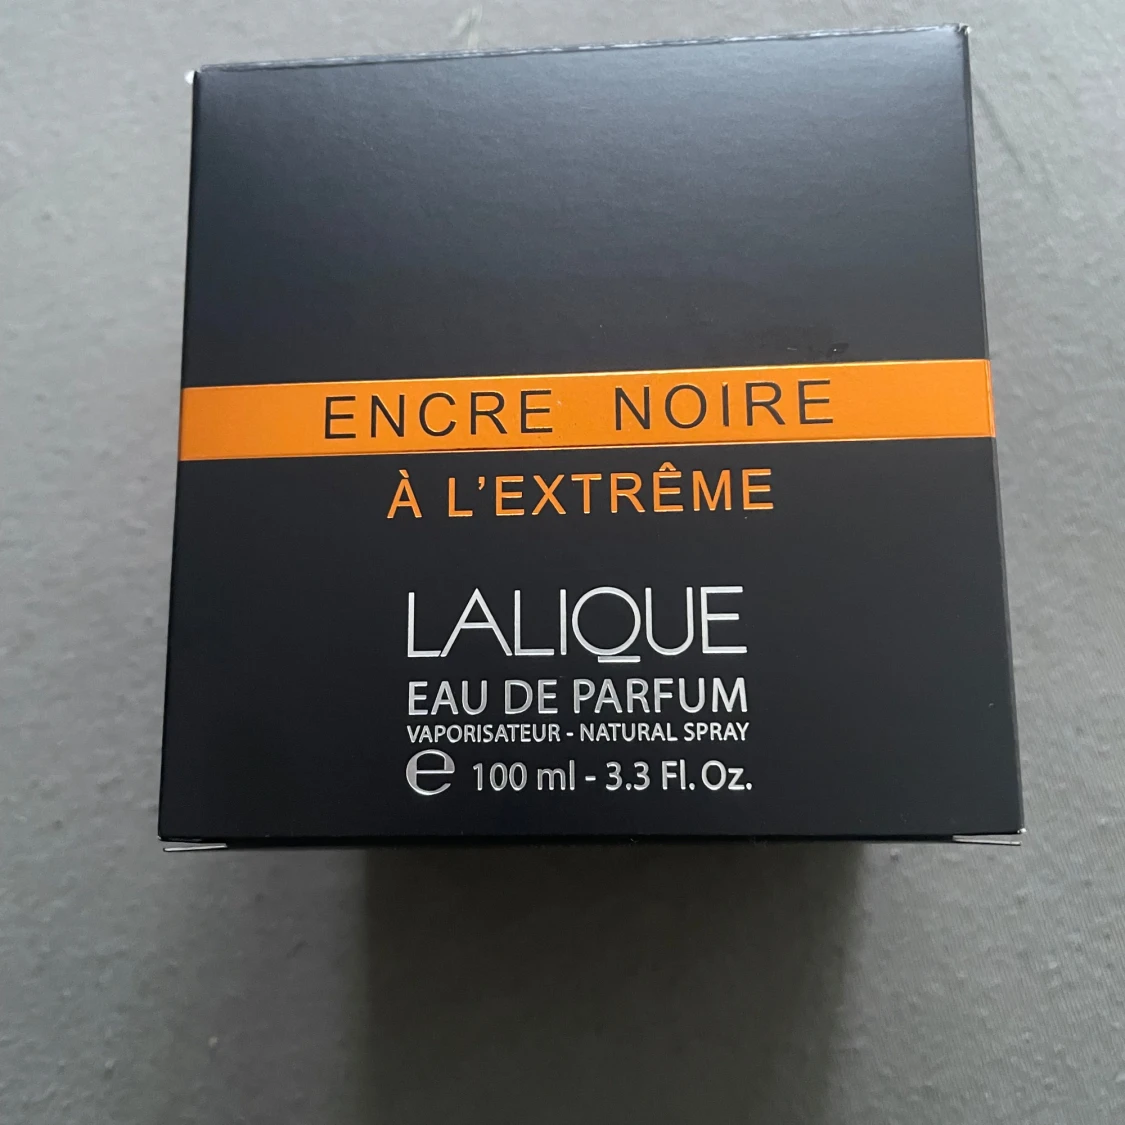 ENCRE NOIRE
À L'EXTRÊME
LALIQUE
EAU DE PARFUM
VAPORISATEUR - NATURAL SPRAY
℮ 100 ml - 3.3 Fl. Oz.